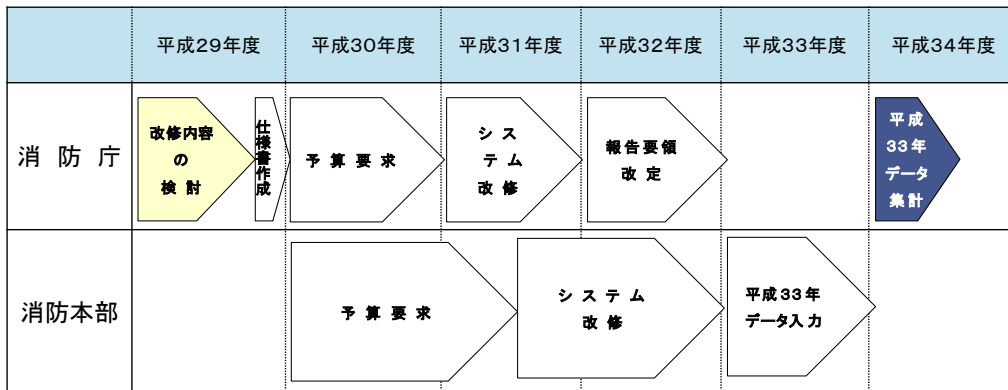 平成29年度
平成30年度
平成31年度
平成32年度
平成33年度
平成34年度
消防庁
改修内容
の
検討
仕様書作成
予算要求
シス
テム
改修
報告要領
改定
平成
33年
データ
集計
消防本部
予算要求
システム
改修
平成33年
データ入力